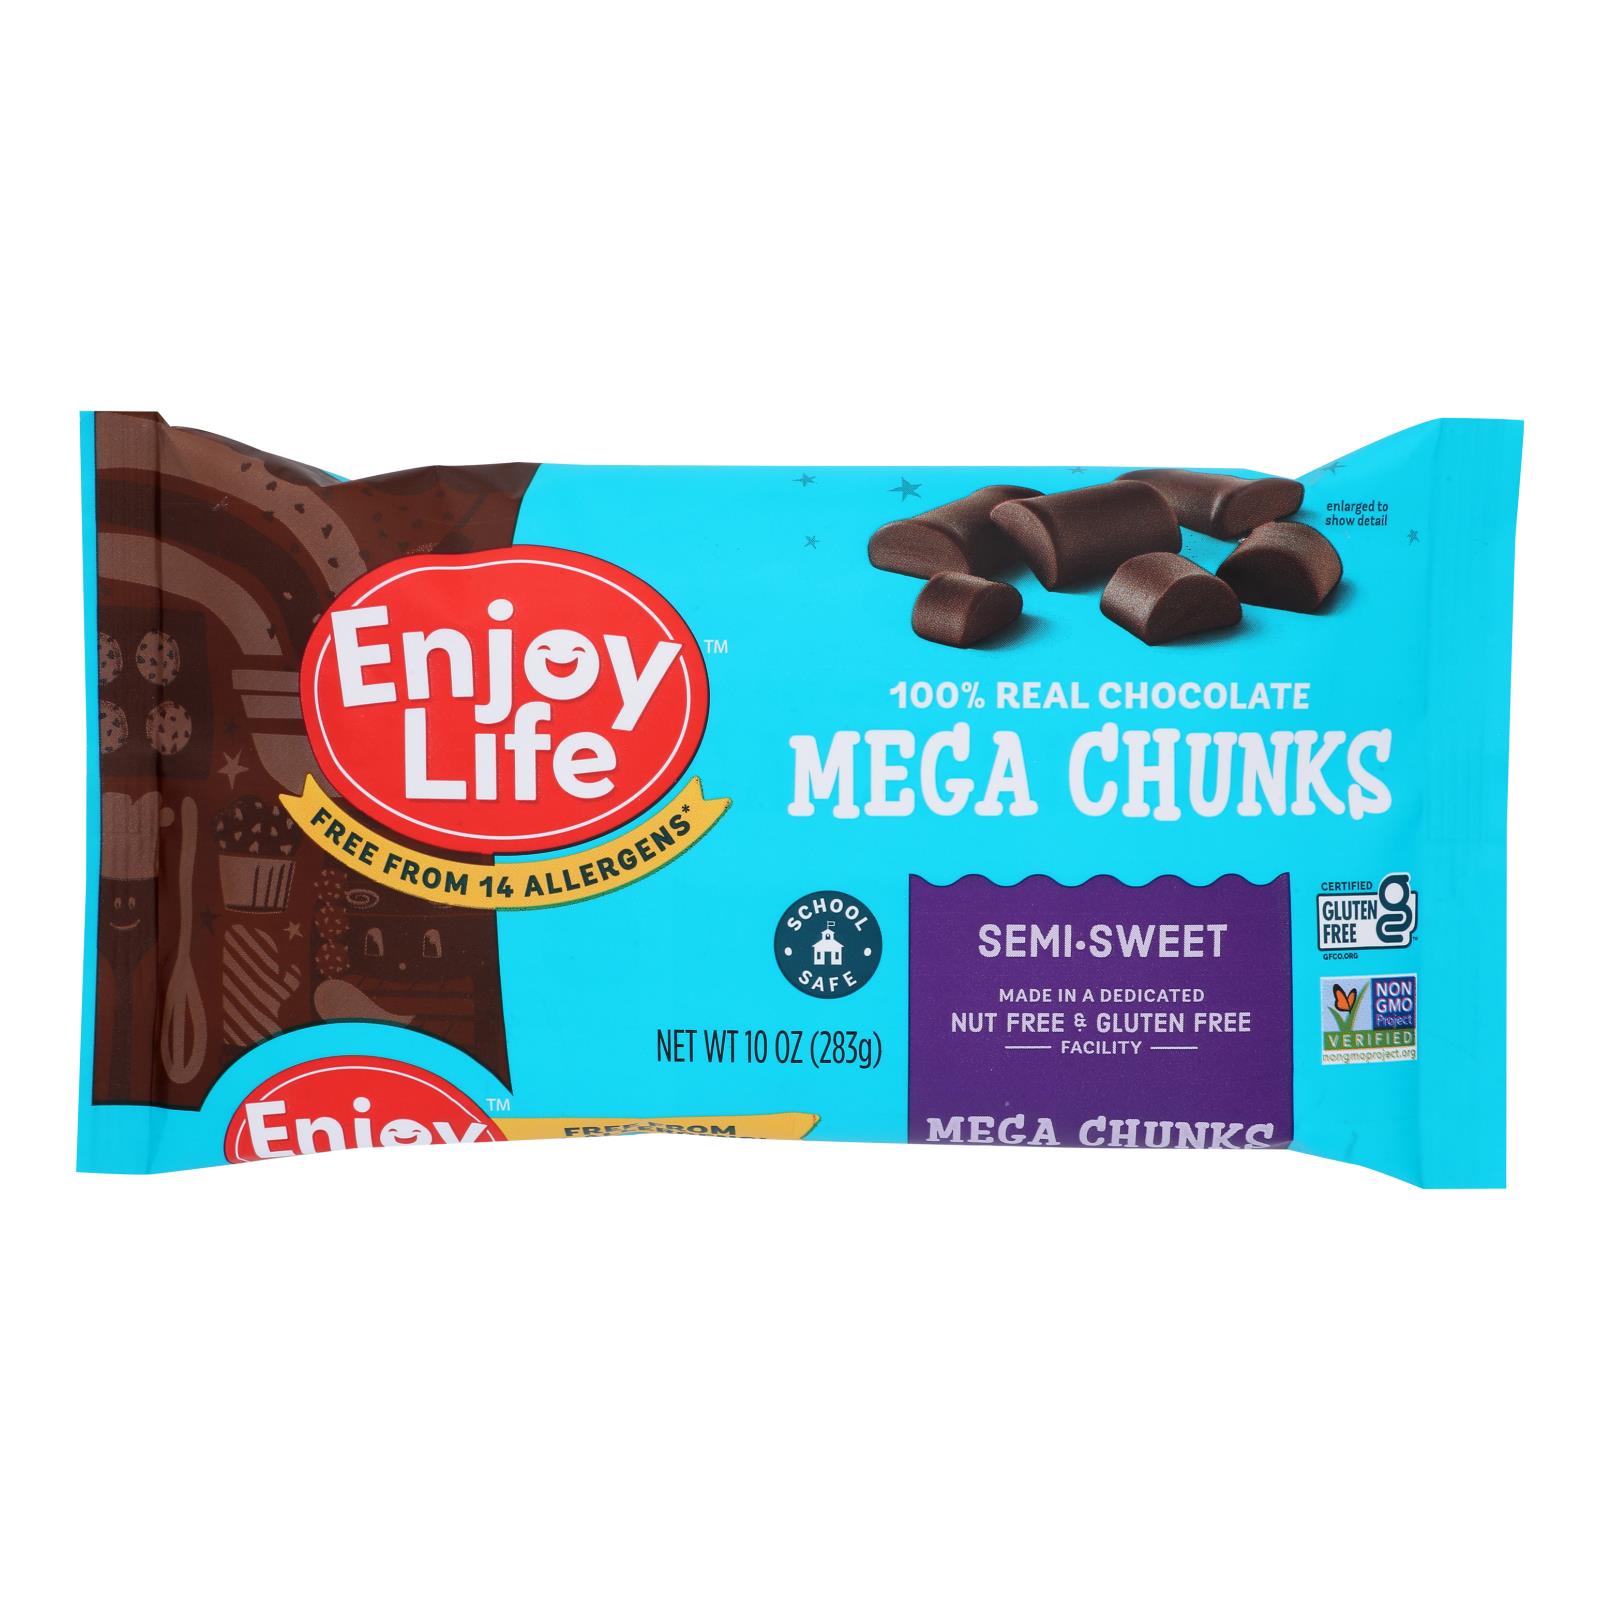 Enjoy
Life
TM
FREE FROM 14 ALLERGENS*
enlarged to
show detail
100% REAL CHOCOLATE
MEGA CHUNKS
SCHOOL
SAFE
NET WT 10 OZ (283g)
SEMI·SWEET
MADE IN A DEDICATED
NUT FREE & GLUTEN FREE
FACILITY
CERTIFIED
GLUTEN
FREE
g
GFCO.ORG
NON
GMO
Project
VERIFIED
nongmoproject.org
Enjoy
TM
FREE FROM
MEGA CHUNKS